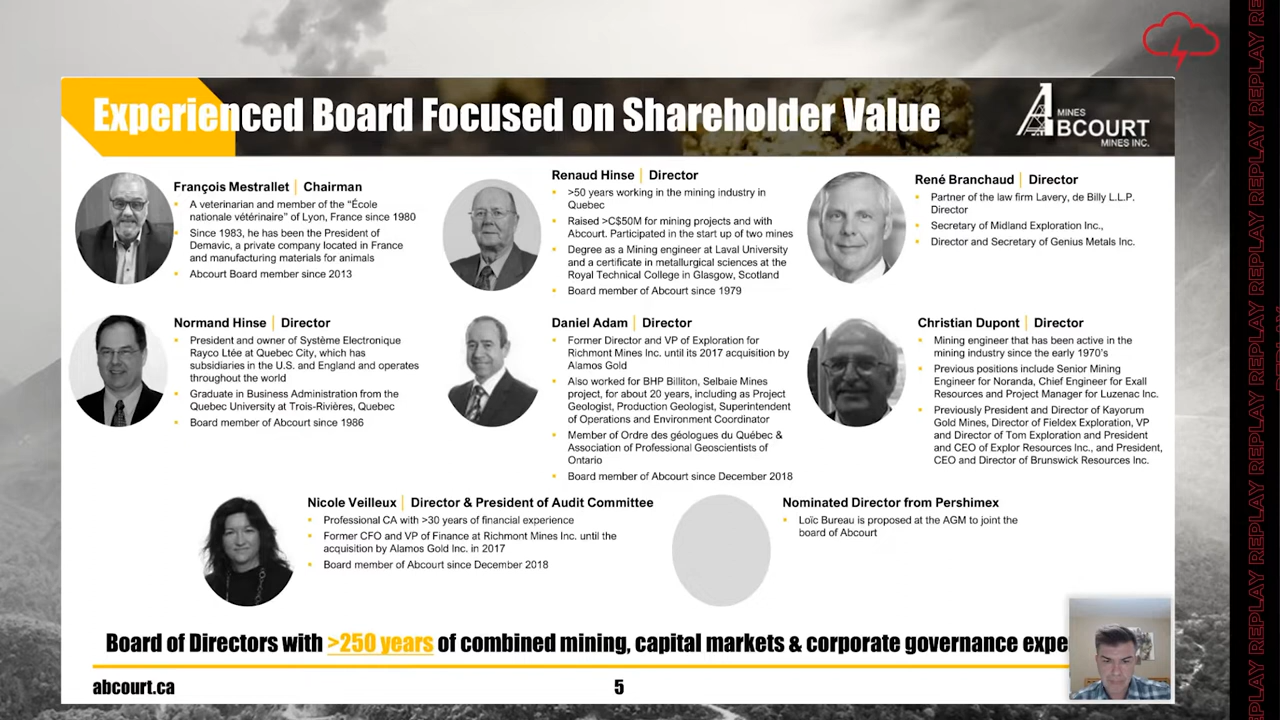 Experienced Board Focused on Shareholder Value
MINES
ABCOURT
MINES INC.
François Mestrallet | Chairman
▪ A veterinarian and member of the “École
nationale vétérinaire” of Lyon, France since 1980
▪ Since 1983, he has been the President of
Demavic, a private company located in France
and manufacturing materials for animals
▪ Abcourt Board member since 2013
Renaud Hinse | Director
▪ >50 years working in the mining industry in
Quebec
▪ Raised >C$50M for mining projects and with
Abcourt. Participated in the start up of two mines
▪ Degree as a Mining engineer at Laval University
and a certificate in metallurgical sciences at the
Royal Technical College in Glasgow, Scotland
▪ Board member of Abcourt since 1979
René Branchaud | Director
▪ Partner of the law firm Lavery, de Billy L.L.P.
Director
▪ Secretary of Midland Exploration Inc.,
▪ Director and Secretary of Genius Metals Inc.
Normand Hinse | Director
▪ President and owner of Système Electronique
Rayco Ltée at Quebec City, which has
subsidiaries in the U.S. and England and operates
throughout the world
▪ Graduate in Business Administration from the
Quebec University at Trois-Rivières, Quebec
▪ Board member of Abcourt since 1986
Daniel Adam | Director
▪ Former Director and VP of Exploration for
Richmont Mines Inc. until its 2017 acquisition by
Alamos Gold
▪ Also worked for BHP Billiton, Selbaie Mines
project, for about 20 years, including as Project
Geologist, Production Geologist, Superintendent
of Operations and Environment Coordinator
▪ Member of Ordre des géologues du Québec &
Association of Professional Geoscientists of
Ontario
▪ Board member of Abcourt since December 2018
Christian Dupont | Director
▪ Mining engineer that has been active in the
mining industry since the early 1970’s
▪ Previous positions include Senior Mining
Engineer for Noranda, Chief Engineer for Exall
Resources and Project Manager for Luzenac Inc.
▪ Previously President and Director of Kayorum
Gold Mines, Director of Fieldex Exploration, VP
and Director of Tom Exploration and President
and CEO of Explor Resources Inc., and President,
CEO and Director of Brunswick Resources Inc.
Nicole Veilleux | Director & President of Audit Committee
▪ Professional CA with >30 years of financial experience
▪ Former CFO and VP of Finance at Richmont Mines Inc. until the
acquisition by Alamos Gold Inc. in 2017
▪ Board member of Abcourt since December 2018
Nominated Director from Pershimex
▪ Loïc Bureau is proposed at the AGM to joint the
board of Abcourt
Board of Directors with >250 years of combined mining, capital markets & corporate governance expe
abcourt.ca
5
REPLAY REPLAY REPLAY REPLAY REPLAY REPLAY REPLAY REPLAY